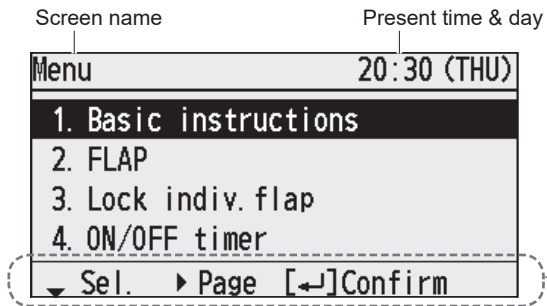 Screen name Present time & day
Menu 20:30 (THU)
1. Basic instructions
2. FLAP
3. Lock indiv.flap
4. ON/OFF timer
Sel. Page [↵]Confirm